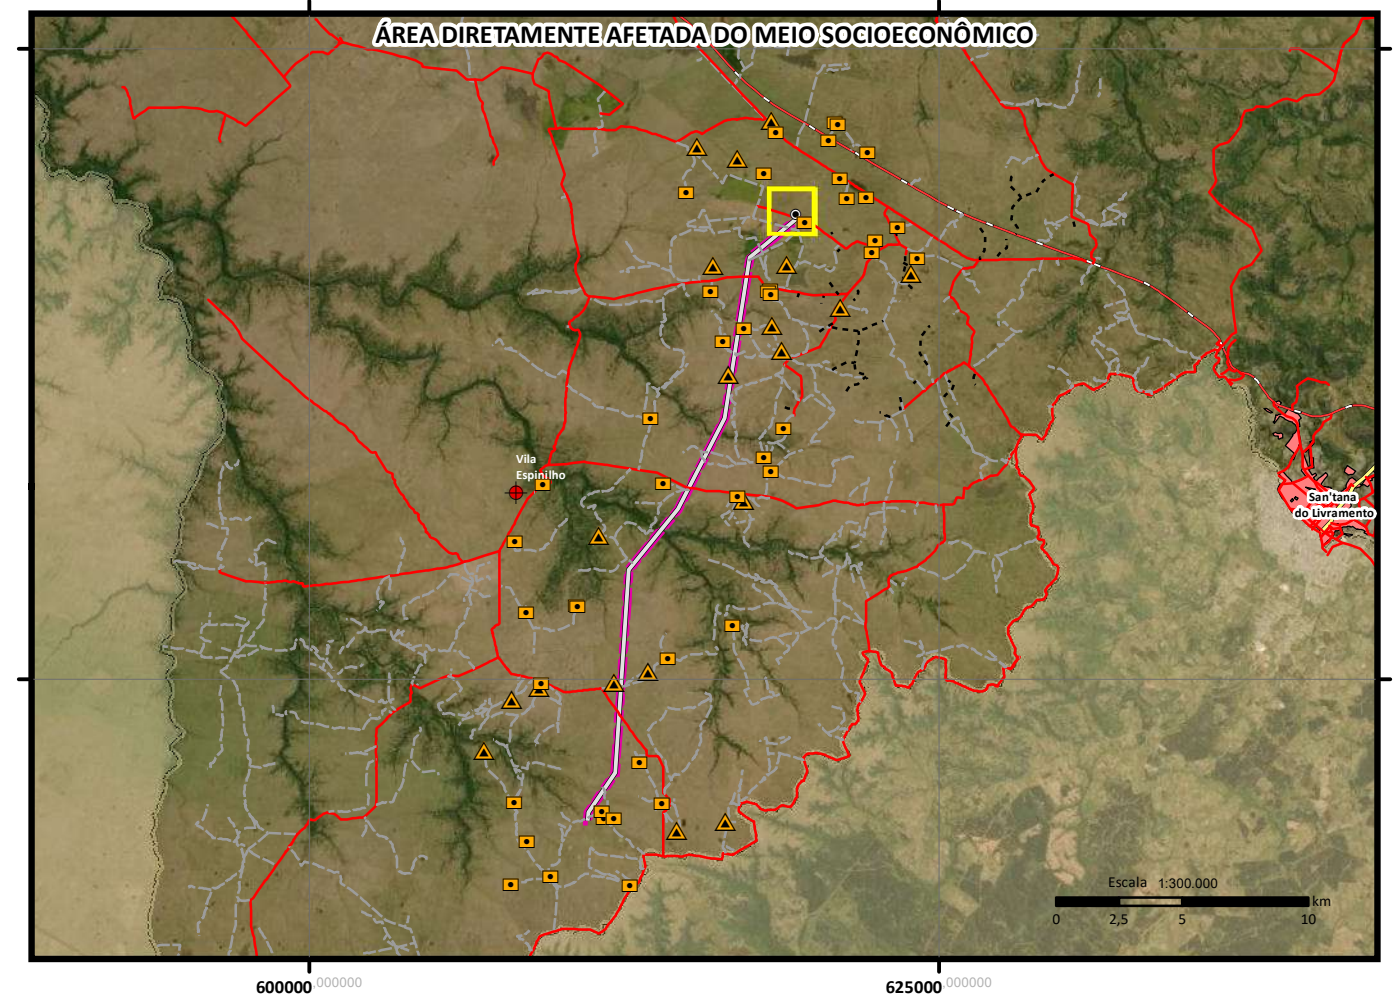 ÁREA DIRETAMENTE AFETADA DO MEIO SOCIOECONÔMICO
Vila
Espinilho
San'tana
do Livramento
Escala 1:300.000
km
0 2,5 5 10
600000,000000
625000,000000